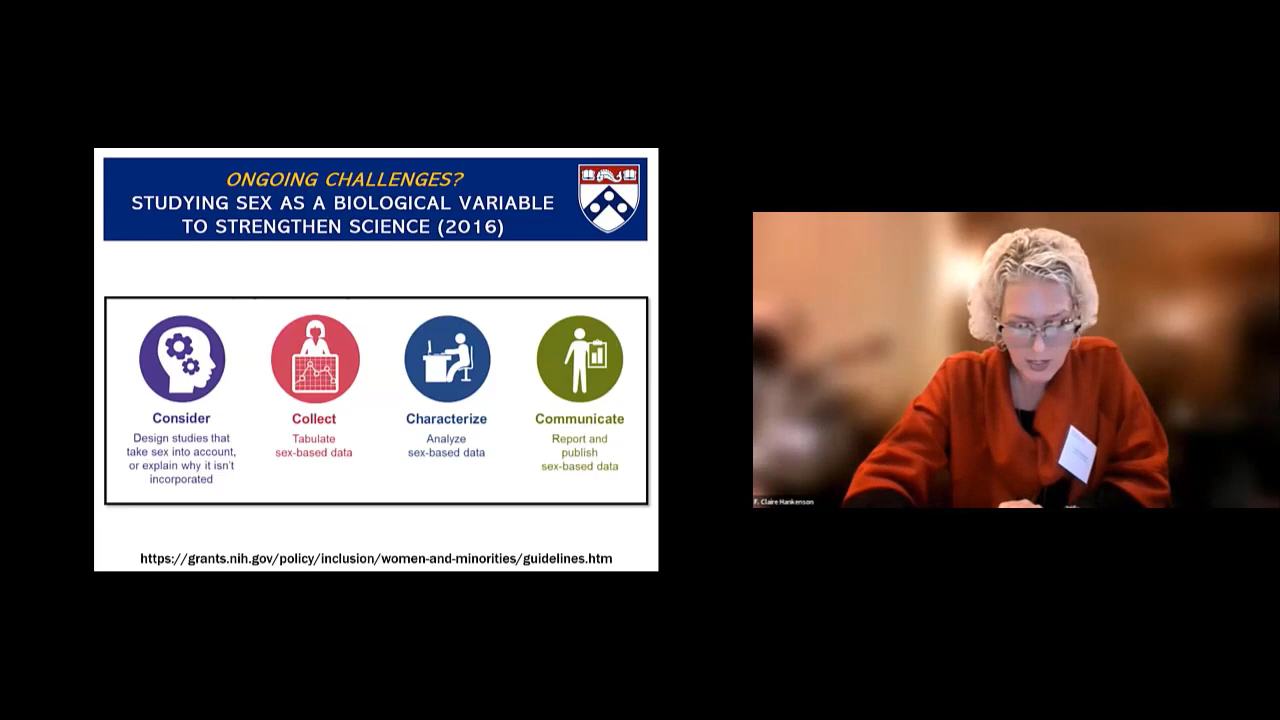 ONGOING CHALLENGES?
STUDYING SEX AS A BIOLOGICAL VARIABLE
TO STRENGTHEN SCIENCE (2016)
Consider
Design studies that
take sex into account,
or explain why it isn't
incorporated
Collect
Tabulate
sex-based data
Characterize
Analyze
sex-based data
Communicate
Report and
publish
sex-based data
https://grants.nih.gov/policy/inclusion/women-and-minorities/guidelines.htm
F. Claire Hankenson